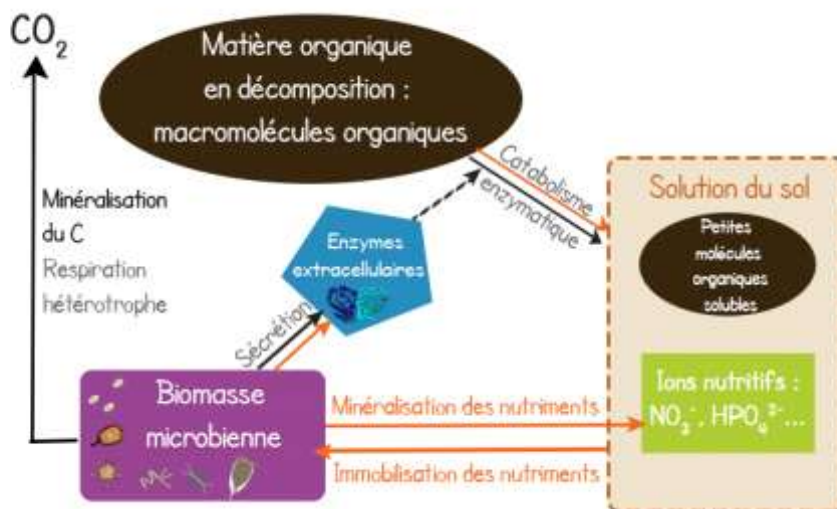 CO₂
Matière organique
en décomposition :
macromolécules organiques
Catabolisme
enzymatique
Solution du sol
Petites
molécules
organiques
solubles
Minéralisation
du C
Respiration
hétérotrophe
Enzymes
extracellulaires
Sécrétion
Biomasse
microbienne
Minéralisation des nutriments
Immobilisation des nutriments
Ions nutritifs :
NO₃⁻, HPO₄²⁻...